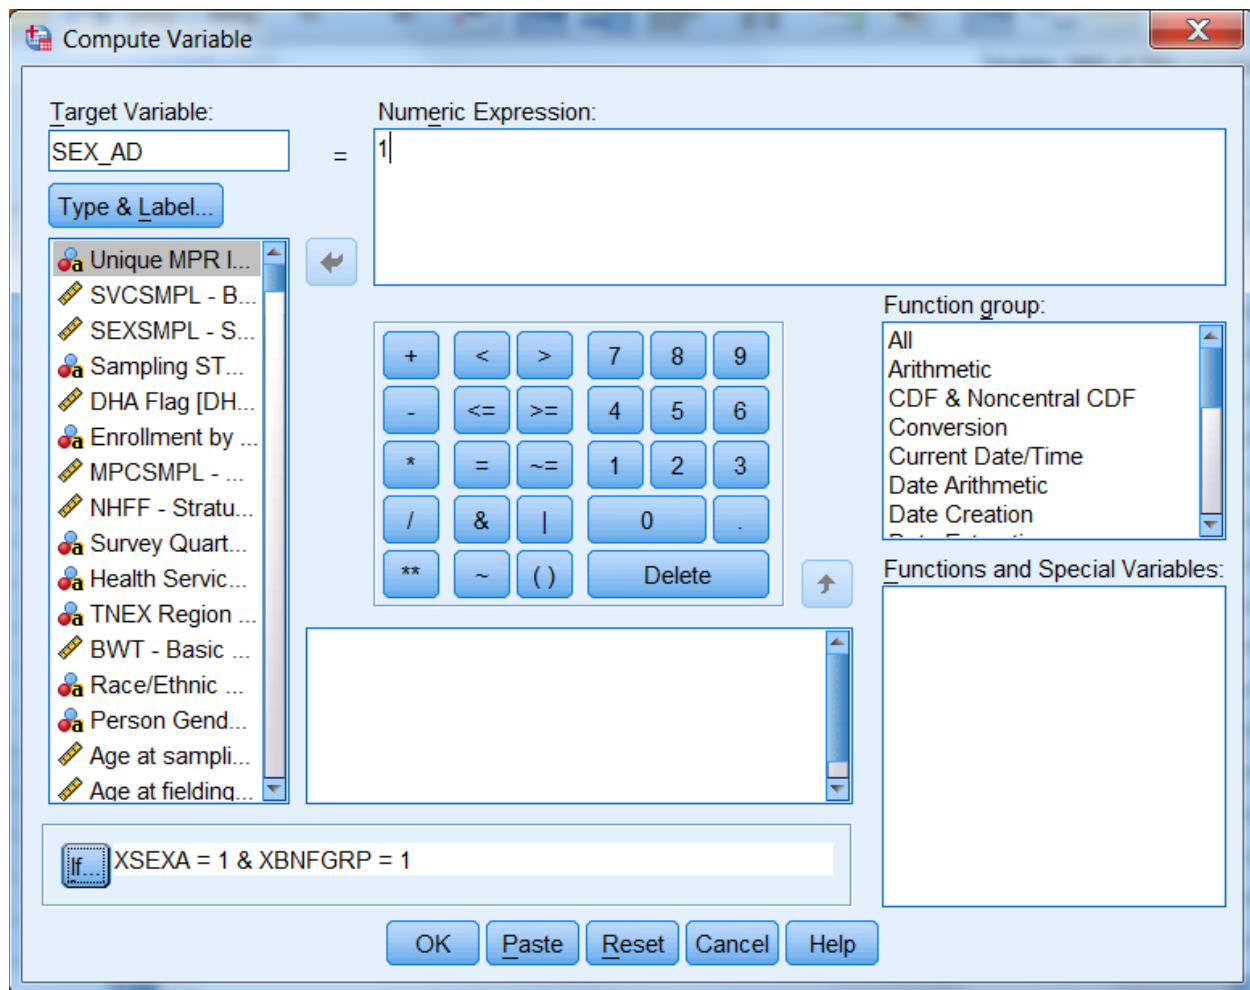 Compute Variable
X
Target Variable:
SEX_AD
=
Numeric Expression:
1
Type & Label...
Unique MPR I...
SVCSMPL - B...
SEXSMPL - S...
Sampling ST...
DHA Flag [DH...
Enrollment by ...
MPCSMPL - ...
NHFF - Stratu...
Survey Quart...
Health Servic...
TNEX Region ...
BWT - Basic ...
Race/Ethnic ...
Person Gend...
Age at sampli...
Age at fielding...
+ < > 7 8 9
- <= >= 4 5 6
* = ~= 1 2 3
/ & | 0 .
** ~ ( ) Delete
Function group:
All
Arithmetic
CDF & Noncentral CDF
Conversion
Current Date/Time
Date Arithmetic
Date Creation
Functions and Special Variables:
If... XSEXA = 1 & XBNFGRP = 1
OK Paste Reset Cancel Help